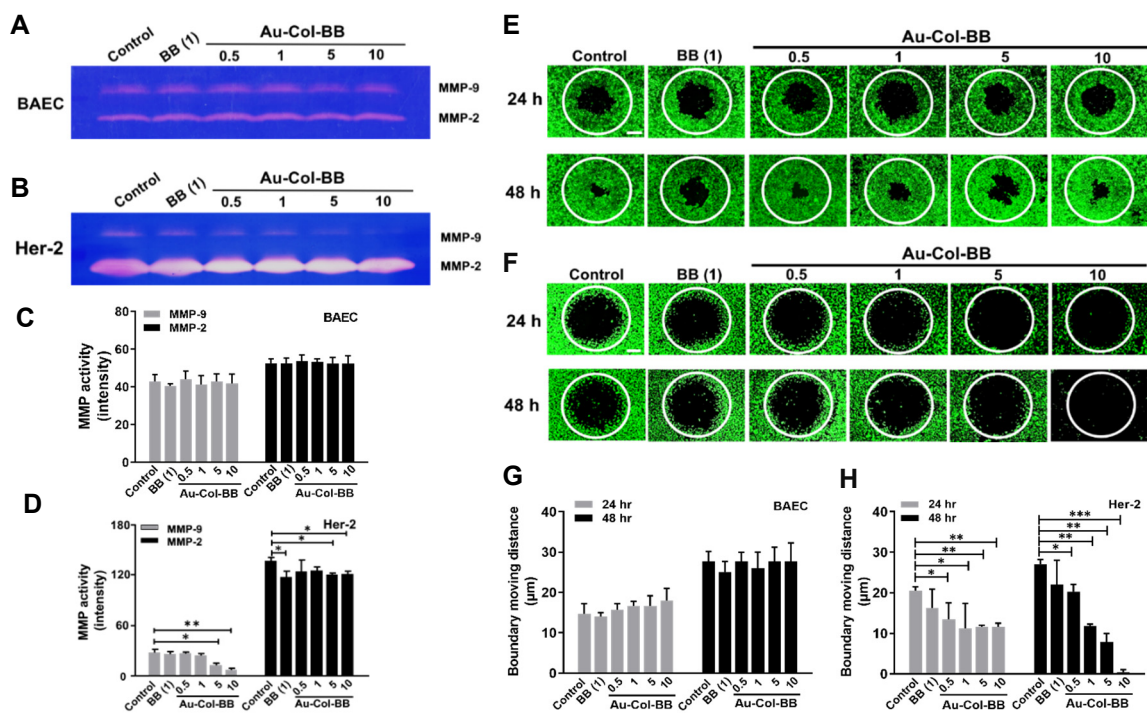 A
Control
BB (1)
Au-Col-BB
0.5 1 5 10
BAEC
MMP-9
MMP-2
B
Control
BB (1)
Au-Col-BB
0.5 1 5 10
Her-2
MMP-9
MMP-2
C
MMP-9
MMP-2
BAEC
MMP activity
(intensity)
80
60
40
20
0
Control BB (1) 0.5 1 5 10 Control BB (1) 0.5 1 5 10
Au-Col-BB Au-Col-BB
D
MMP-9
MMP-2
Her-2
MMP activity
(intensity)
180
120
60
0
** * * * *
Control BB (1) 0.5 1 5 10 Control BB (1) 0.5 1 5 10
Au-Col-BB Au-Col-BB
E
Au-Col-BB
Control BB (1) 0.5 1 5 10
24 h
48 h
F
Au-Col-BB
Control BB (1) 0.5 1 5 10
24 h
48 h
G
24 hr
48 hr
BAEC
Boundary moving distance
(µm)
40
30
20
10
0
Control BB (1) 0.5 1 5 10 Control BB (1) 0.5 1 5 10
Au-Col-BB Au-Col-BB
H
24 hr
48 hr
Her-2
Boundary moving distance
(µm)
40
30
20
10
0
** ** * * *** ** ** *
Control BB (1) 0.5 1 5 10 Control BB (1) 0.5 1 5 10
Au-Col-BB Au-Col-BB